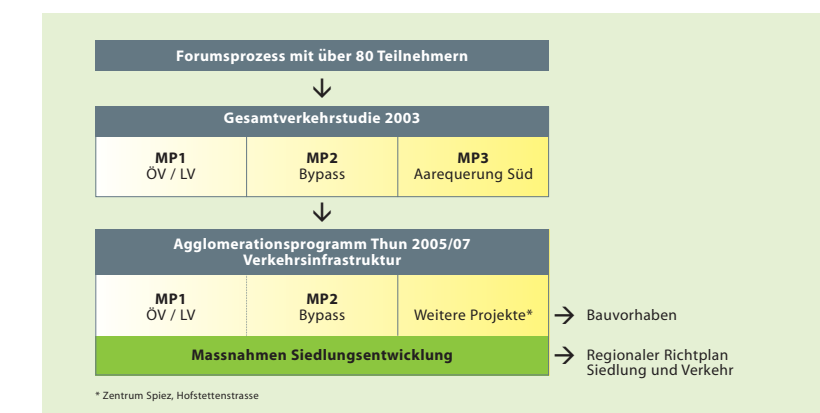 Forumsprozess mit über 80 Teilnehmern
Gesamtverkehrstudie 2003
MP1
ÖV / LV
MP2
Bypass
MP3
Aarequerung Süd
Agglomerationsprogramm Thun 2005/07
Verkehrsinfrastruktur
MP1
ÖV / LV
MP2
Bypass
Weitere Projekte*
Bauvorhaben
Massnahmen Siedlungsentwicklung
Regionaler Richtplan
Siedlung und Verkehr
* Zentrum Spiez, Hofstettenstrasse